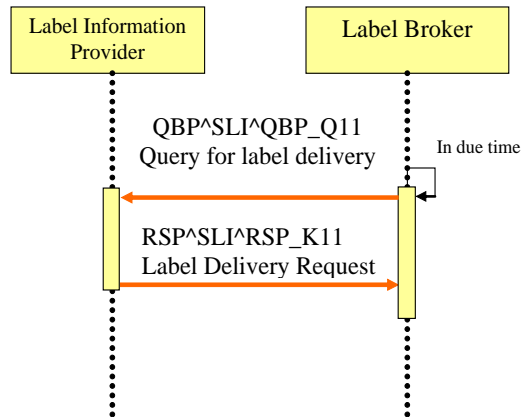 Label Information
Provider
Label Broker
QBP^SLI^QBP_Q11
Query for label delivery
In due time
RSP^SLI^RSP_K11
Label Delivery Request